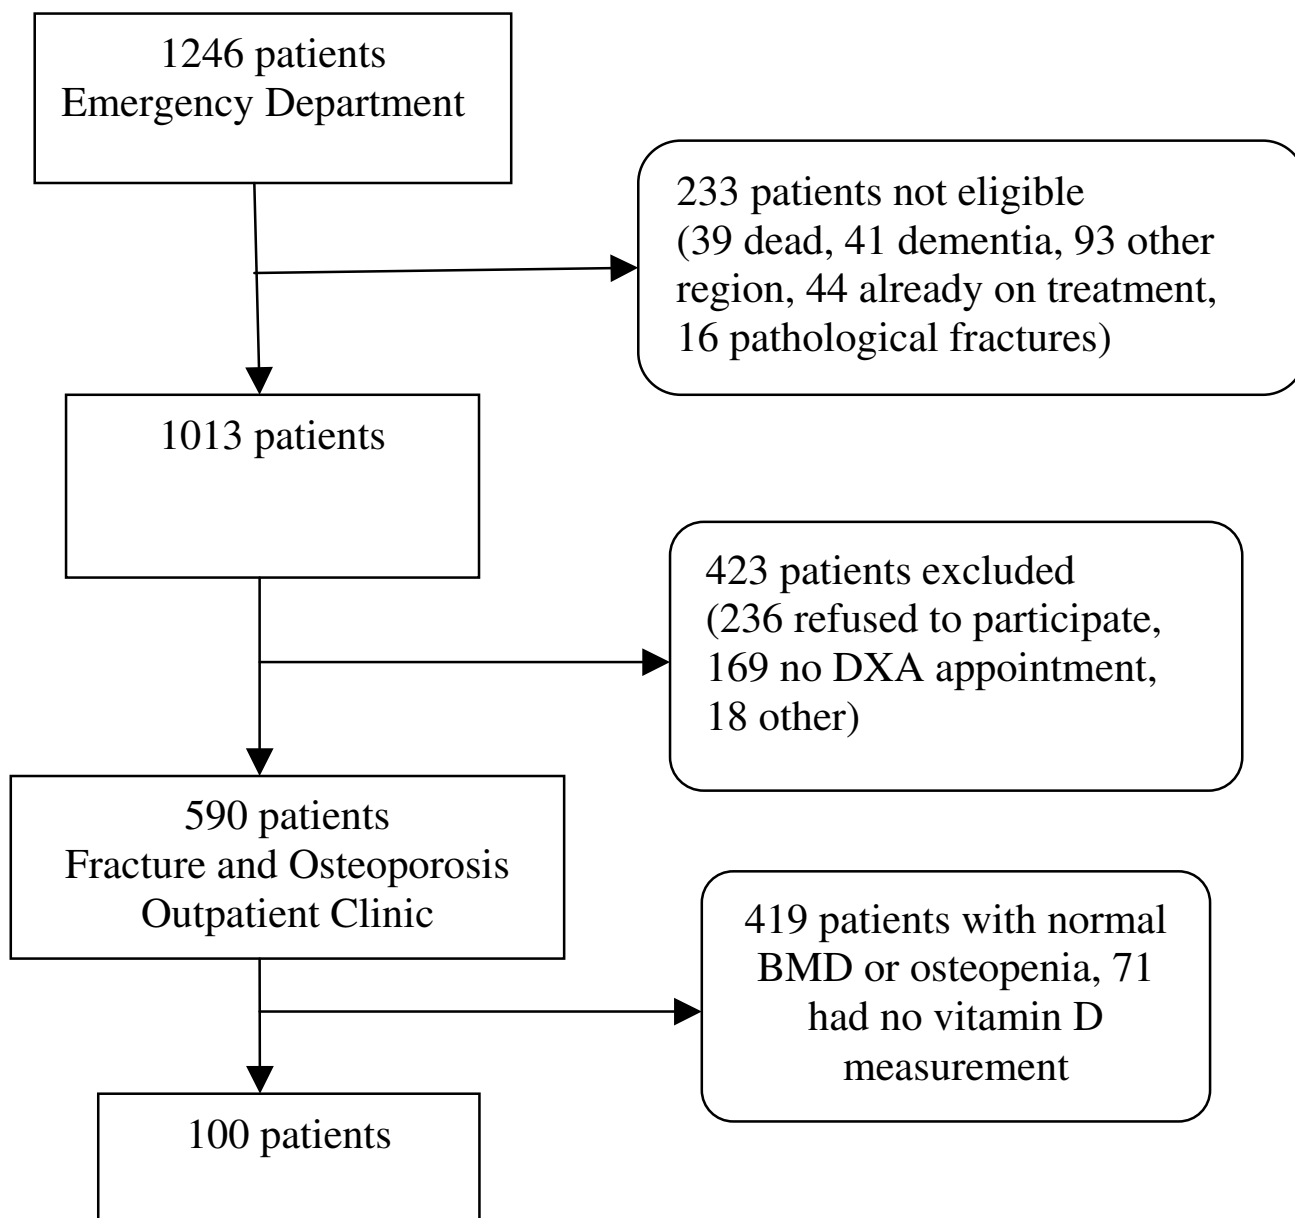 1246 patients
Emergency Department
233 patients not eligible
(39 dead, 41 dementia, 93 other
region, 44 already on treatment,
16 pathological fractures)
1013 patients
423 patients excluded
(236 refused to participate,
169 no DXA appointment,
18 other)
590 patients
Fracture and Osteoporosis
Outpatient Clinic
419 patients with normal
BMD or osteopenia, 71
had no vitamin D
measurement
100 patients